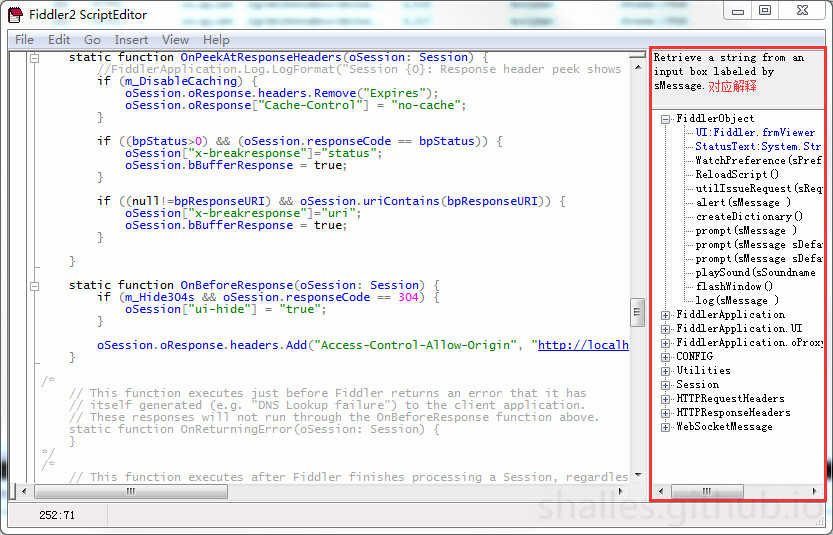 Fiddler2 ScriptEditor
File Edit Go Insert View Help
static function OnPeekAtResponseHeaders(oSession: Session) {
//FiddlerApplication.Log.LogFormat("Session {0}: Response header peek shows
if (m_DisableCaching) {
oSession.oResponse.headers.Remove("Expires");
oSession.oResponse["Cache-Control"] = "no-cache";
}
if ((bpStatus>0) && (oSession.responseCode == bpStatus)) {
oSession["x-breakresponse"]="status";
oSession.bBufferResponse = true;
}
if ((null!=bpResponseURI) && oSession.uriContains(bpResponseURI)) {
oSession["x-breakresponse"]="uri";
oSession.bBufferResponse = true;
}
}
static function OnBeforeResponse(oSession: Session) {
if (m_Hide304s && oSession.responseCode == 304) {
oSession["ui-hide"] = "true";
}
oSession.oResponse.headers.Add("Access-Control-Allow-Origin", "http://localh
}
/*
// This function executes just before Fiddler returns an error that it has
// itself generated (e.g. "DNS Lookup failure") to the client application.
// These responses will not run through the OnBeforeResponse function above.
static function OnReturningError(oSession: Session) {
}
*/
/*
// This function executes after Fiddler finishes processing a Session, regardles
252:71
Retrieve a string from an
input box labeled by
sMessage. 对应解释
FiddlerObject
UI:Fiddler.frmViewer
StatusText:System.Str
WatchPreference(sPref
ReloadScript()
utilIssueRequest(sReq
alert(sMessage )
createDictionary()
prompt(sMessage )
prompt(sMessage sDefa
prompt(sMessage sDefa
playSound(sSoundname
flashWindow()
log(sMessage )
FiddlerApplication
FiddlerApplication.UI
FiddlerApplication.oProxy
CONFIG
Utilities
Session
HTTPRequestHeaders
HTTPResponseHeaders
WebSocketMessage
shalles.github.io